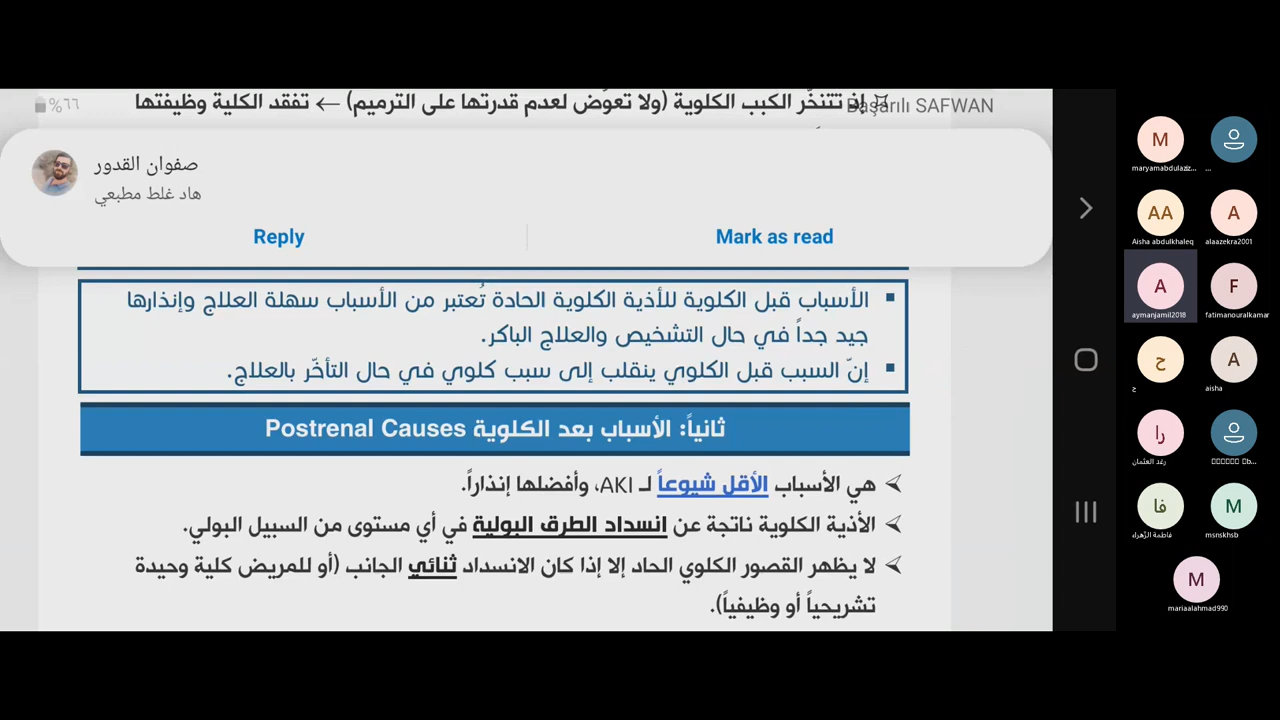 %٦٦
إذ تتنخّر الكبب الكلوية (ولا تعوّض لعدم قدرتها على الترميم) ← تفقد الكلية وظيفتها
Başarılı SAFWAN
صفوان القدور
هاد غلط مطبعي
Reply
Mark as read
▪ الأسباب قبل الكلوية للأذية الكلوية الحادة تُعتبر من الأسباب سهلة العلاج وإنذارها
جيد جداً في حال التشخيص والعلاج الباكر.
▪ إنّ السبب قبل الكلوي ينقلب إلى سبب كلوي في حال التأخّر بالعلاج.
ثانياً: الأسباب بعد الكلوية Postrenal Causes
⮜ هي الأسباب الأقل شيوعاً لـ AKI، وأفضلها إنذاراً.
⮜ الأذية الكلوية ناتجة عن انسداد الطرق البولية في أي مستوى من السبيل البولي.
⮜ لا يظهر القصور الكلوي الحاد إلا إذا كان الانسداد ثنائي الجانب (أو للمريض كلية وحيدة
تشريحياً أو وظيفياً).
M
maryamabdulaziz...
...
AA
Aisha abdulkhaleq
A
alaazekra2001
A
aymanjamil2018
F
fatimanouralkamar
ح
ح
A
aisha
را
رغد العثمان
فا
فاطمة الزهراء
M
msnskhsb
M
mariaalahmad990